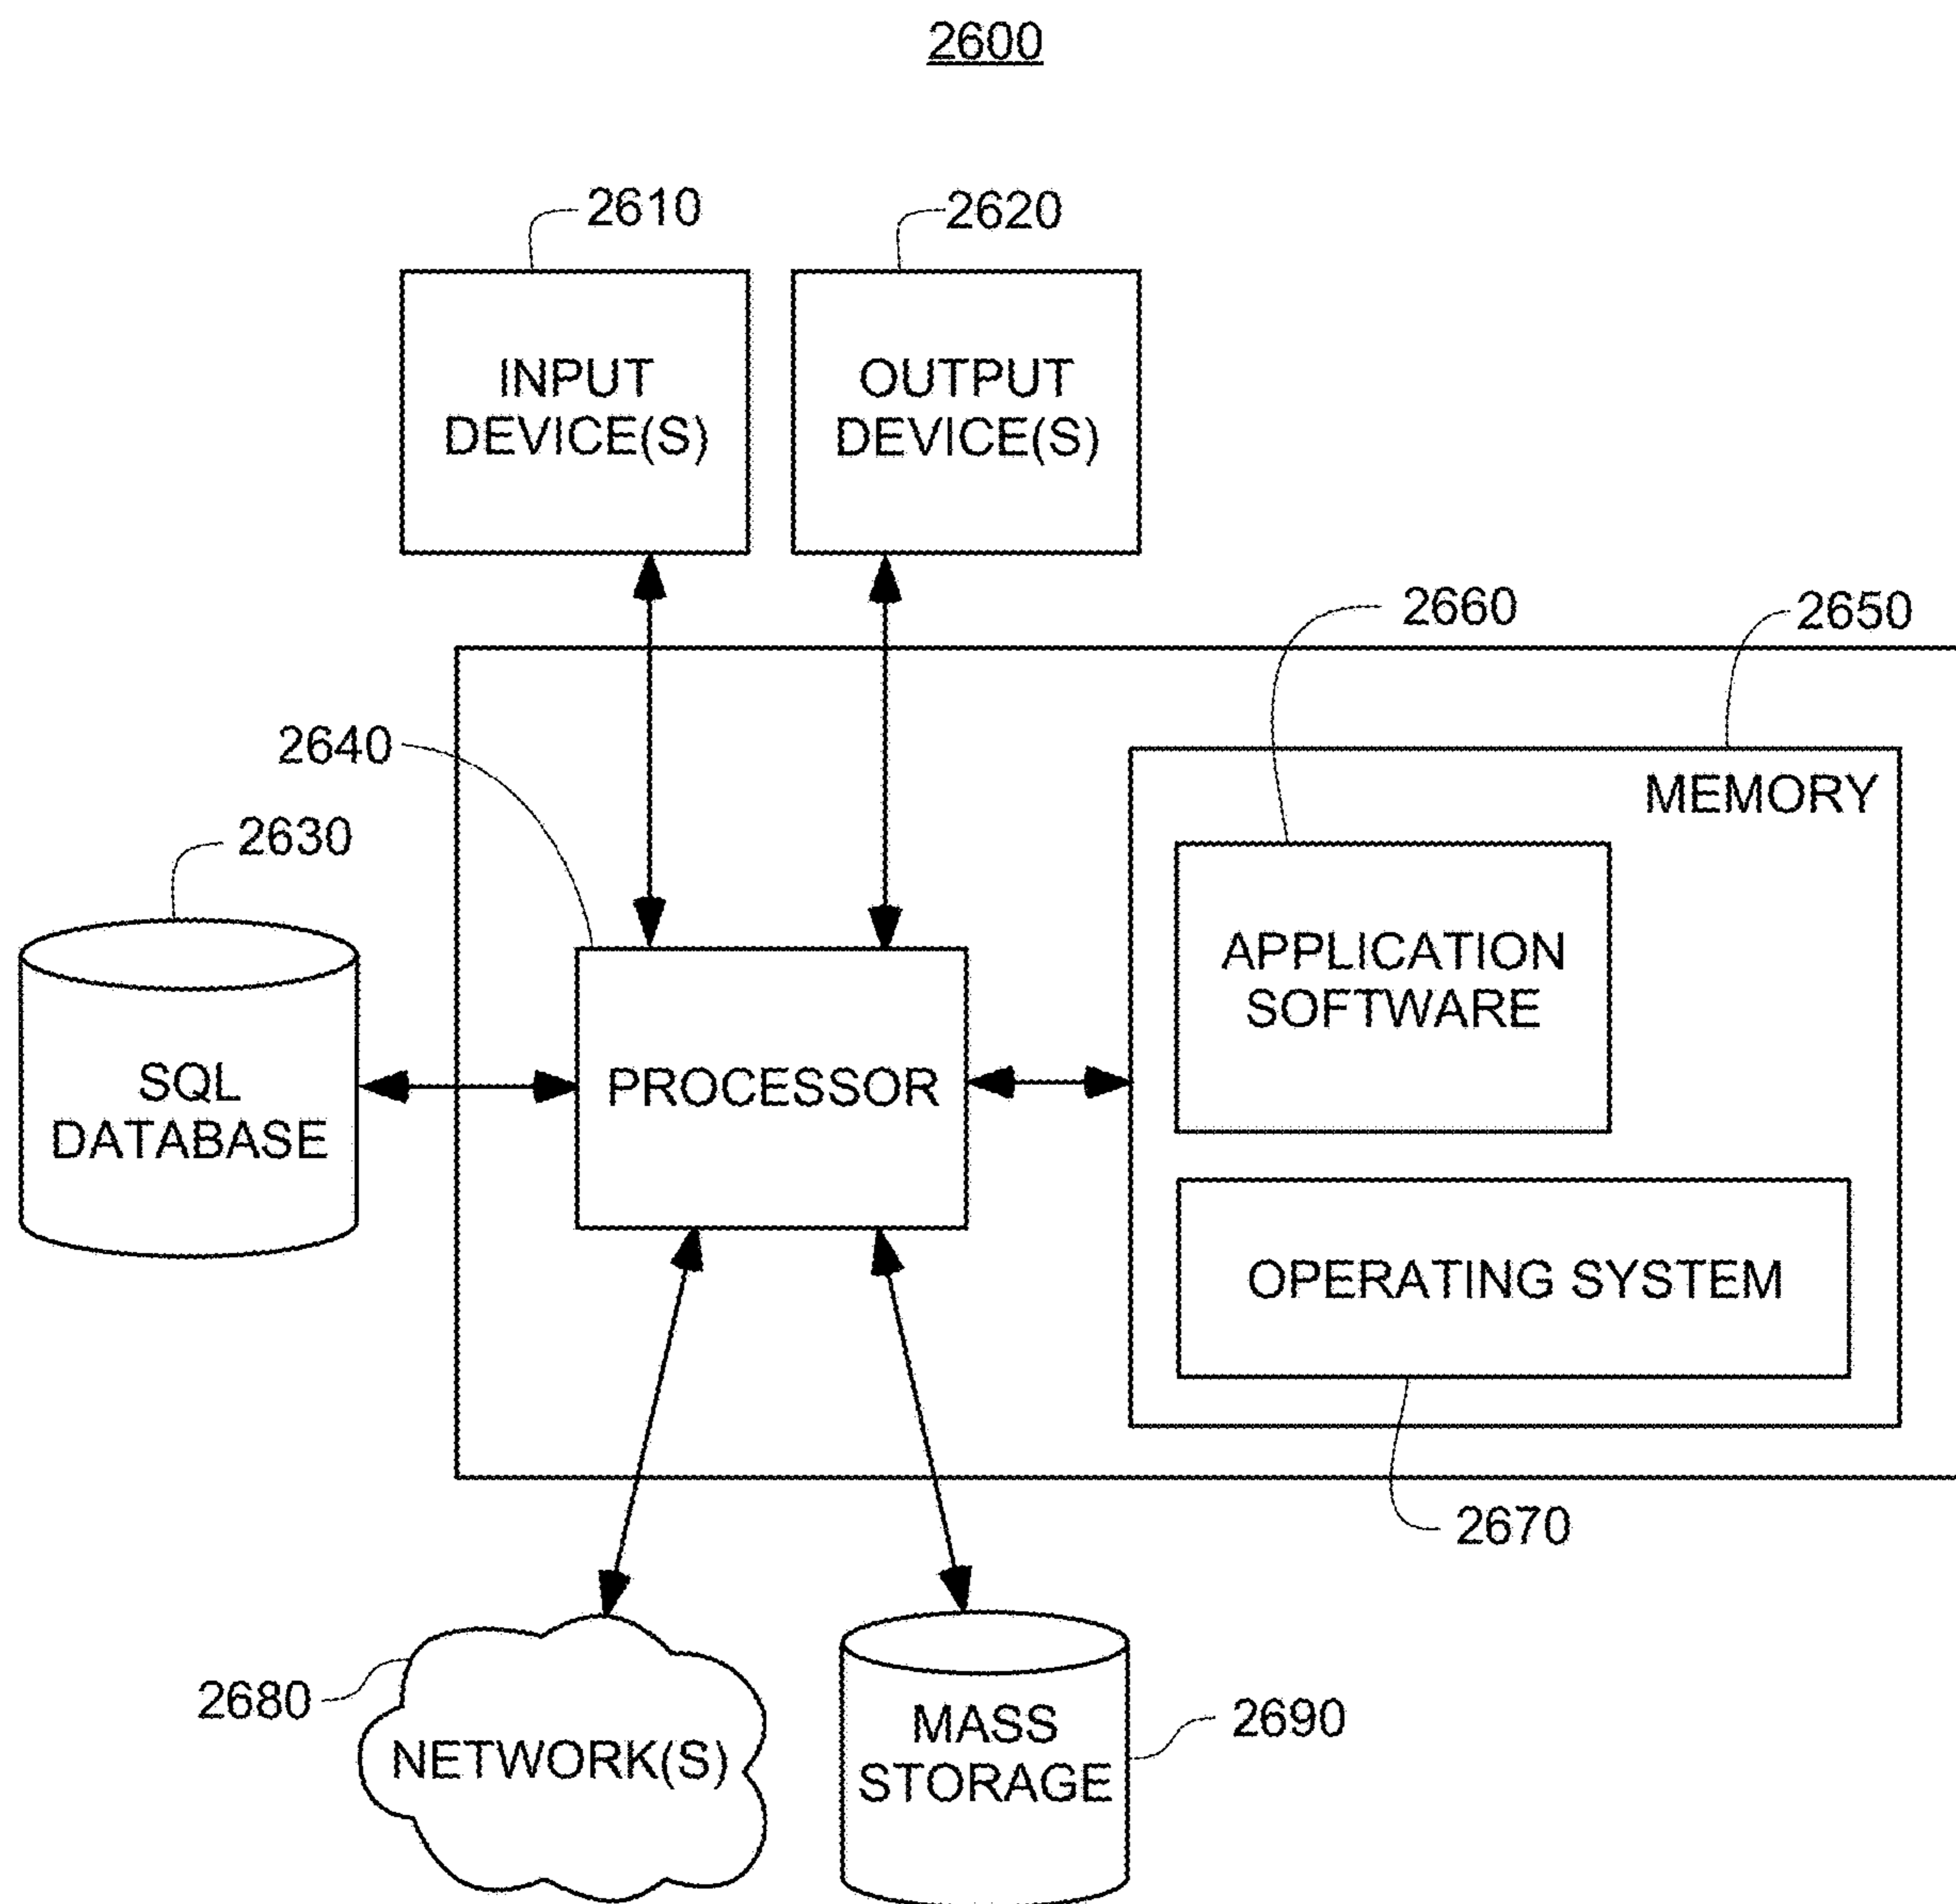 2600
2610
2620
INPUT
DEVICE(S)
OUTPUT
DEVICE(S)
2660
2650
2640
MEMORY
2630
APPLICATION
SOFTWARE
SQL
DATABASE
PROCESSOR
OPERATING SYSTEM
2670
2680
2690
NETWORK(S)
MASS
STORAGE